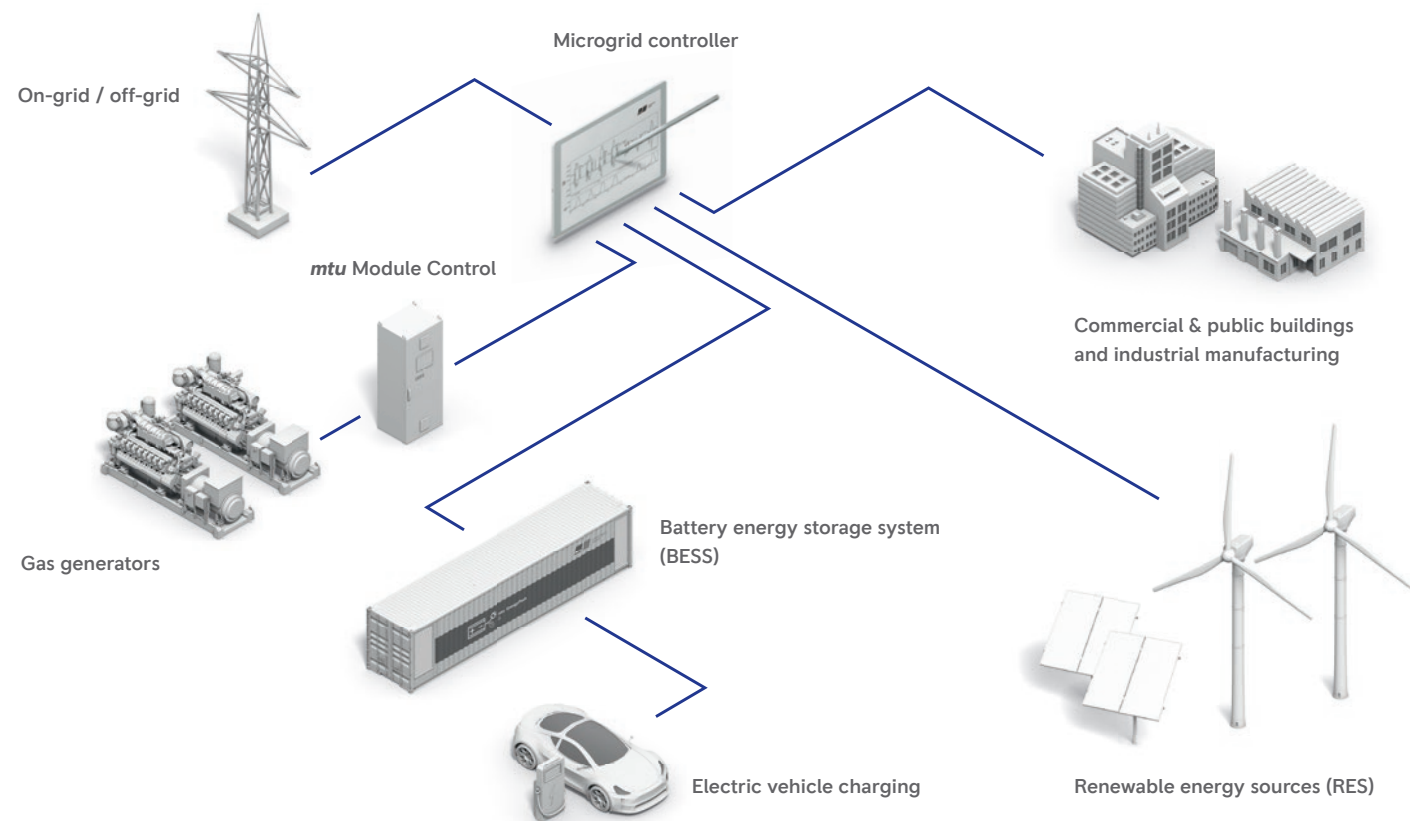 Microgrid controller
On-grid / off-grid
mtu Module Control
Commercial & public buildings
and industrial manufacturing
Battery energy storage system
(BESS)
Gas generators
Electric vehicle charging
Renewable energy sources (RES)